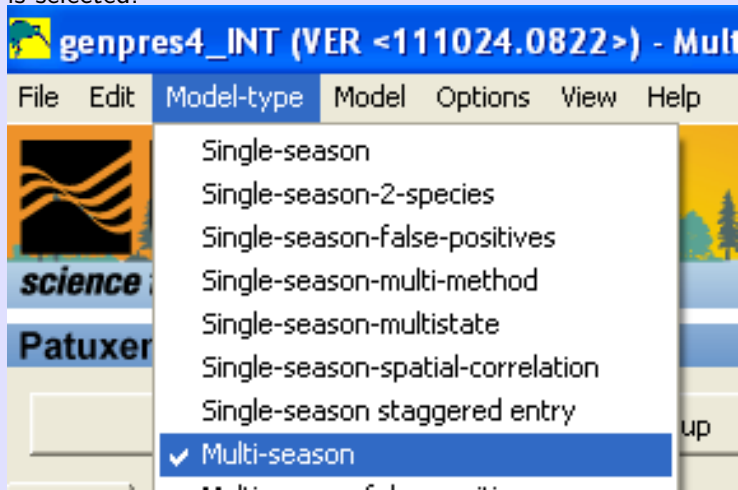 is selected!
genpres4_INT (VER <111024.0822>) - Mult
File Edit Model-type Model Options View Help
Single-season
Single-season-2-species
Single-season-false-positives
science
Single-season-multi-method
Single-season-multistate
Patuxer
Single-season-spatial-correlation
Single-season staggered entry
up
✓ Multi-season